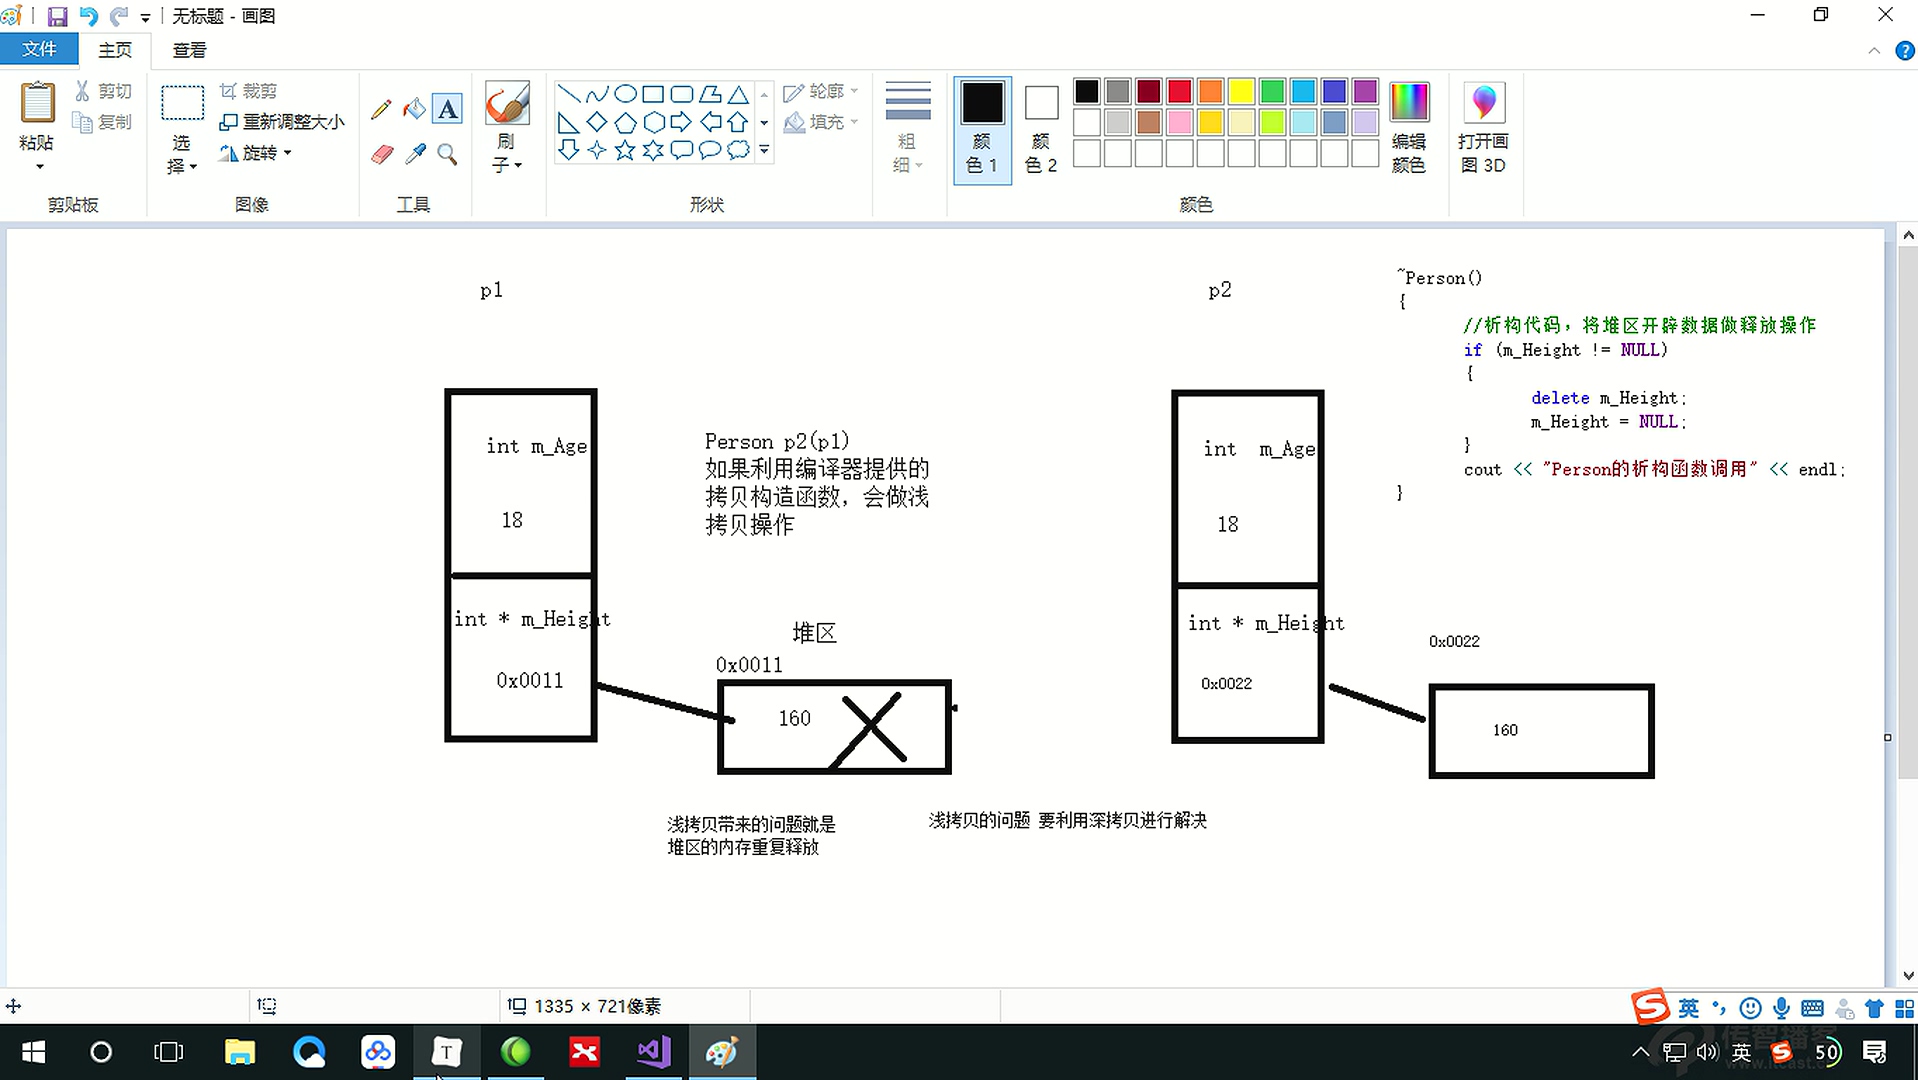 无标题 - 画图
文件 主页 查看
粘贴 剪切 复制
选择 裁剪 重新调整大小 旋转
A
刷子
轮廓 填充
粗细
颜色 1
颜色 2
编辑颜色
打开画图 3D
剪贴板 图像 工具 形状 颜色
p1
p2
int m_Age
18
int * m_Height
0x0011
Person p2(p1)
如果利用编译器提供的
拷贝构造函数，会做浅
拷贝操作
堆区
0x0011
160
浅拷贝带来的问题就是
堆区的内存重复释放
浅拷贝的问题 要利用深拷贝进行解决
int m_Age
18
int * m_Height
0x0022
0x0022
160
~Person()
{
//析构代码，将堆区开辟数据做释放操作
if (m_Height != NULL)
{
delete m_Height;
m_Height = NULL;
}
cout << "Person的析构函数调用" << endl;
}
1335 × 721像素
英
T
英
50
传智播客
www.itcast.cn